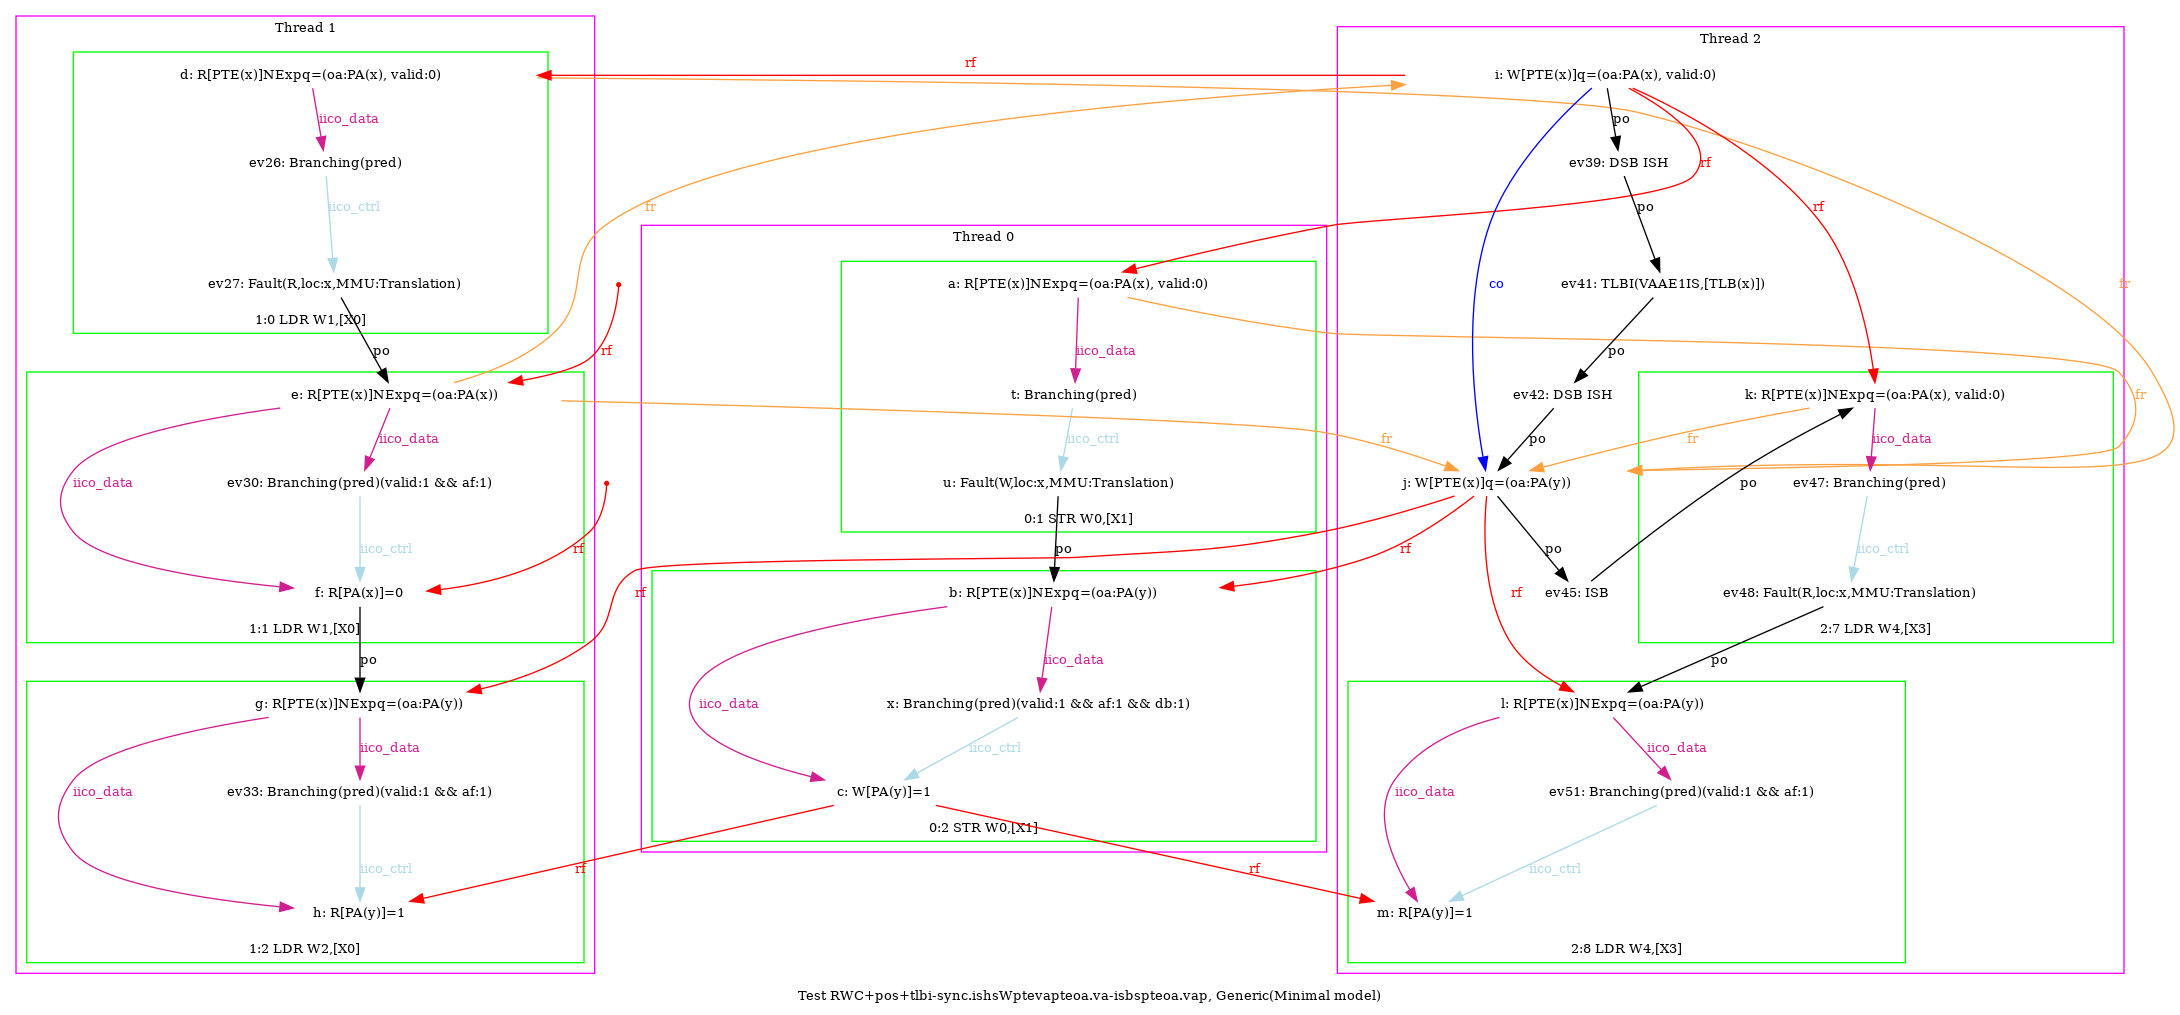 Thread 1
d: R[PTE(x)]NExpq=(oa:PA(x), valid:0)
iico_data
ev26: Branching(pred)
iico_ctrl
ev27: Fault(R,loc:x,MMU:Translation)
1:0 LDR W1,[X0]
po
e: R[PTE(x)]NExpq=(oa:PA(x))
iico_data
iico_data
ev30: Branching(pred)(valid:1 && af:1)
iico_ctrl
f: R[PA(x)]=0
1:1 LDR W1,[X0]
po
g: R[PTE(x)]NExpq=(oa:PA(y))
iico_data
iico_data
ev33: Branching(pred)(valid:1 && af:1)
iico_ctrl
h: R[PA(y)]=1
1:2 LDR W2,[X0]
rf
fr
rf
rf
rf
rf
Thread 0
a: R[PTE(x)]NExpq=(oa:PA(x), valid:0)
iico_data
t: Branching(pred)
iico_ctrl
u: Fault(W,loc:x,MMU:Translation)
0:1 STR W0,[X1]
po
b: R[PTE(x)]NExpq=(oa:PA(y))
iico_data
iico_data
x: Branching(pred)(valid:1 && af:1 && db:1)
iico_ctrl
c: W[PA(y)]=1
0:2 STR W0,[X1]
rf
fr
rf
Thread 2
i: W[PTE(x)]q=(oa:PA(x), valid:0)
po
ev39: DSB ISH
rf
po
rf
ev41: TLBI(VAAE1IS,[TLB(x)])
co
fr
po
ev42: DSB ISH
k: R[PTE(x)]NExpq=(oa:PA(x), valid:0)
fr
po
fr
iico_data
j: W[PTE(x)]q=(oa:PA(y))
po
ev47: Branching(pred)
po
iico_ctrl
rf
ev45: ISB
ev48: Fault(R,loc:x,MMU:Translation)
2:7 LDR W4,[X3]
po
l: R[PTE(x)]NExpq=(oa:PA(y))
iico_data
iico_data
ev51: Branching(pred)(valid:1 && af:1)
iico_ctrl
m: R[PA(y)]=1
2:8 LDR W4,[X3]
Test RWC+pos+tlbi-sync.ishsWptevapteoa.va-isbspteoa.vap, Generic(Minimal model)